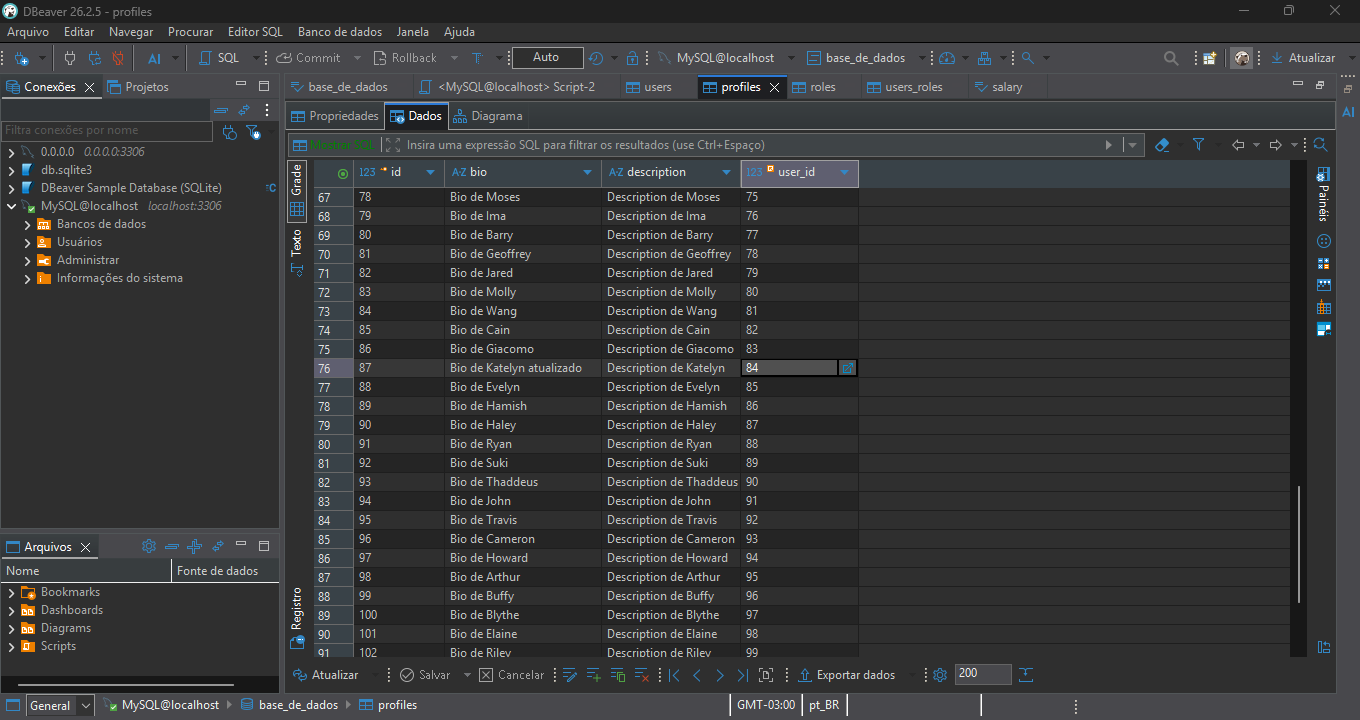 DBeaver 26.2.5 - profiles
Arquivo Editar Navegar Procurar Editor SQL Banco de dados Janela Ajuda
AI SQL Commit Rollback T Auto MySQL@localhost base_de_dados Atualizar
Conexões Projetos
base_de_dados <MySQL@localhost> Script-2 users profiles roles users_roles salary
AI
Propriedades Dados Diagrama
Filtra conexões por nome
Mostrar SQL Insira uma expressão SQL para filtrar os resultados (use Ctrl+Espaço)
0.0.0.0 0.0.0.0:3306
db.sqlite3
DBeaver Sample Database (SQLite)
MySQL@localhost localhost:3306
Bancos de dados
Usuários
Administrar
Informações do sistema
Grade
Texto
Registro
Painéis
123 id A-Z bio A-Z description 123 user_id
67 78 Bio de Moses Description de Moses 75
68 79 Bio de Ima Description de Ima 76
69 80 Bio de Barry Description de Barry 77
70 81 Bio de Geoffrey Description de Geoffrey 78
71 82 Bio de Jared Description de Jared 79
72 83 Bio de Molly Description de Molly 80
73 84 Bio de Wang Description de Wang 81
74 85 Bio de Cain Description de Cain 82
75 86 Bio de Giacomo Description de Giacomo 83
76 87 Bio de Katelyn atualizado Description de Katelyn 84
77 88 Bio de Evelyn Description de Evelyn 85
78 89 Bio de Hamish Description de Hamish 86
79 90 Bio de Haley Description de Haley 87
80 91 Bio de Ryan Description de Ryan 88
81 92 Bio de Suki Description de Suki 89
82 93 Bio de Thaddeus Description de Thaddeus 90
83 94 Bio de John Description de John 91
84 95 Bio de Travis Description de Travis 92
85 96 Bio de Cameron Description de Cameron 93
86 97 Bio de Howard Description de Howard 94
87 98 Bio de Arthur Description de Arthur 95
88 99 Bio de Buffy Description de Buffy 96
89 100 Bio de Blythe Description de Blythe 97
90 101 Bio de Elaine Description de Elaine 98
91 102 Bio de Riley Description de Riley 99
Arquivos
Nome Fonte de dados
Bookmarks
Dashboards
Diagrams
Scripts
Atualizar Salvar Cancelar Exportar dados 200
General MySQL@localhost base_de_dados profiles GMT-03:00 pt_BR